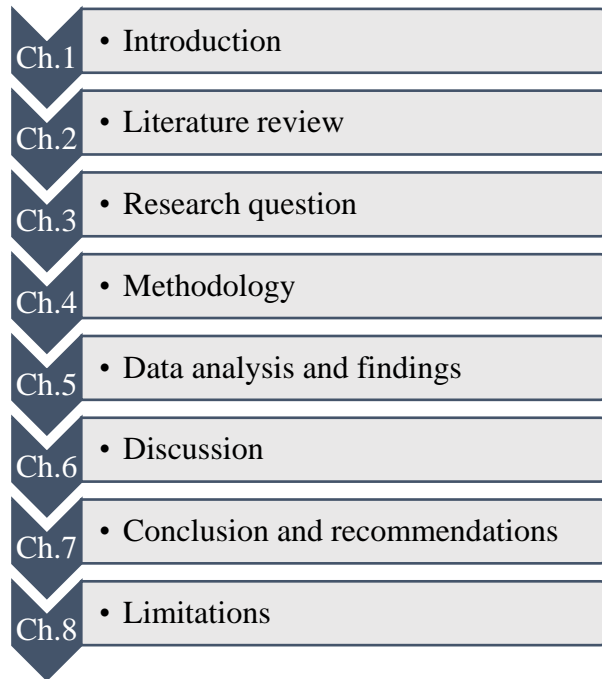 Ch.1
• Introduction
Ch.2
• Literature review
Ch.3
• Research question
Ch.4
• Methodology
Ch.5
• Data analysis and findings
Ch.6
• Discussion
Ch.7
• Conclusion and recommendations
Ch.8
• Limitations